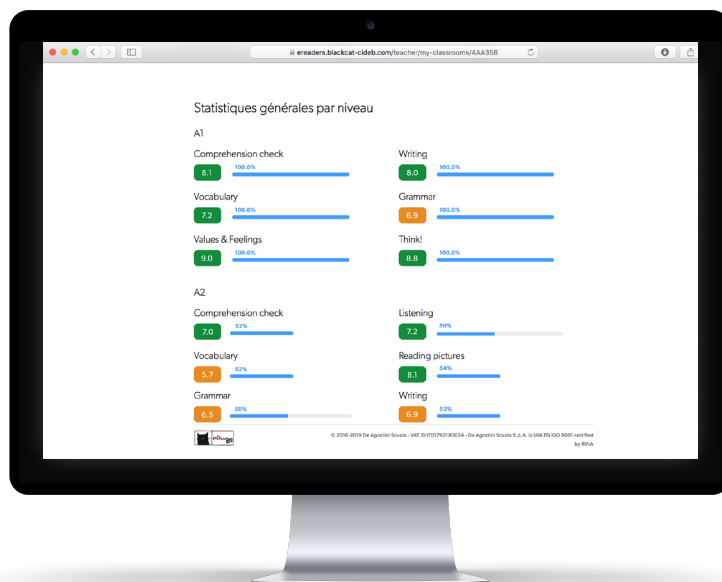 ereaders.blackcat-cideb.com/teacher/my-classrooms/4AA356
Statistiques générales par niveau
A1
Comprehension check
8.1 100.0%
Writing
8.0 100.0%
Vocabulary
7.2 100.0%
Grammar
6.9 100.0%
Values & Feelings
9.0 100.0%
Think!
8.8 100.0%
A2
Comprehension check
7.0 52%
Listening
7.2 50%
Vocabulary
5.7 52%
Reading pictures
8.1 54%
Grammar
6.5 50%
Writing
6.9 53%
© 2016-2019 De Agostini Scuola - VAT.ID IT01792180034 - De Agostini Scuola S.p.A. is UNI EN ISO 9001 certified
by RINA